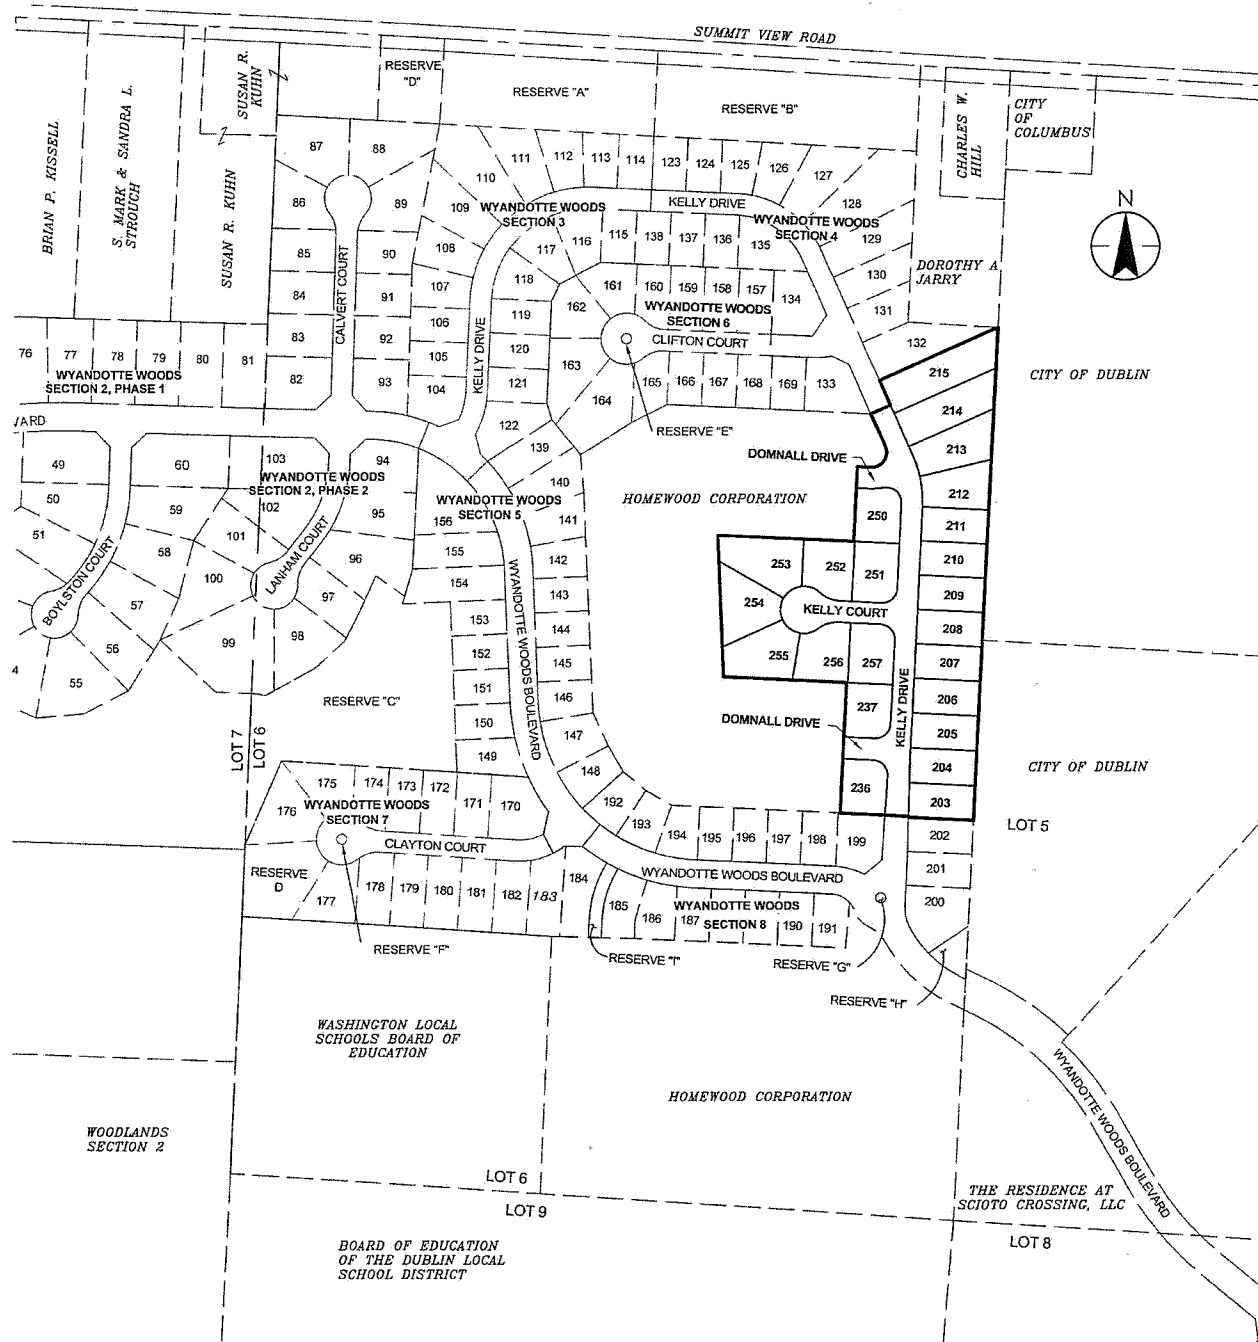 SUMMIT VIEW ROAD
RESERVE
"D"
RESERVE "A"
RESERVE "B"
SUSAN R.
KUHN
CHARLES W.
HILL
CITY
OF
COLUMBUS
BRIAN P. KISSELL
S. MARK & SANDRA L.
STROUCH
SUSAN R. KUHN
87
88
110
111
112
113
114
123
124
125
126
127
128
N
86
89
109
WYANDOTTE WOODS
SECTION 3
KELLY DRIVE
WYANDOTTE WOODS
SECTION 4
129
130
131
132
DOROTHY A
JARRY
85
90
108
117
116
115
138
137
136
135
84
91
107
118
CALVERT COURT
161
160
159
158
157
134
162
WYANDOTTE WOODS
SECTION 6
83
92
106
119
CLIFTON COURT
105
120
KELLY DRIVE
82
93
104
121
163
164
165
166
167
168
169
133
76
77
78
79
80
81
WYANDOTTE WOODS
SECTION 2, PHASE 1
CITY OF DUBLIN
215
214
213
212
211
210
209
208
207
206
205
204
203
VARD
122
139
RESERVE "E"
DOMNALL DRIVE
49
60
103
94
WYANDOTTE WOODS
SECTION 2, PHASE 2
102
50
59
51
58
101
95
156
WYANDOTTE WOODS
SECTION 5
140
141
HOMEWOOD CORPORATION
250
100
96
155
142
253
252
251
BOYLSTON COURT
LANHAM COURT
57
97
154
143
254
KELLY COURT
56
99
98
153
144
152
145
255
256
257
4
55
151
146
WYANDOTTE WOODS BOULEVARD
RESERVE "C"
237
KELLY DRIVE
150
147
DOMNALL DRIVE
LOT 7
LOT 6
149
148
236
CITY OF DUBLIN
LOT 5
176
175
174
173
172
171
170
WYANDOTTE WOODS
SECTION 7
192
193
194
195
196
197
198
199
202
201
200
CLAYTON COURT
WYANDOTTE WOODS BOULEVARD
RESERVE
D
177
178
179
180
181
182
183
184
185
186
187
WYANDOTTE WOODS
SECTION 8
190
191
RESERVE "F"
RESERVE "I"
RESERVE "G"
RESERVE "H"
WASHINGTON LOCAL
SCHOOLS BOARD OF
EDUCATION
HOMEWOOD CORPORATION
WYANDOTTE WOODS BOULEVARD
WOODLANDS
SECTION 2
LOT 6
LOT 9
THE RESIDENCE AT
SCIOTO CROSSING, LLC
LOT 8
BOARD OF EDUCATION
OF THE DUBLIN LOCAL
SCHOOL DISTRICT